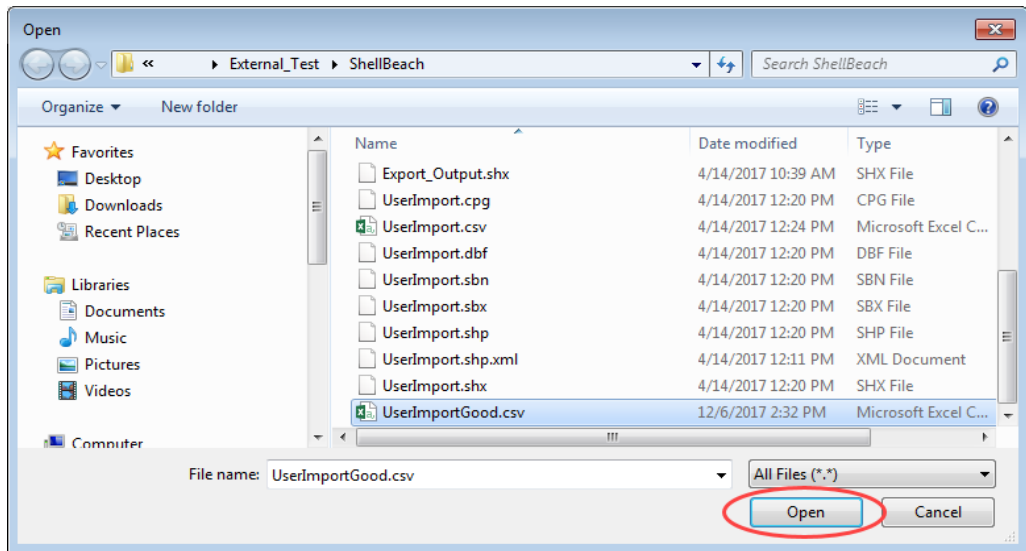 Open
« External_Test ShellBeach Search ShellBeach
Organize New folder
Favorites
Desktop
Downloads
Recent Places
Libraries
Documents
Music
Pictures
Videos
Computer
Name Date modified Type
Export_Output.shx 4/14/2017 10:39 AM SHX File
UserImport.cpg 4/14/2017 12:20 PM CPG File
UserImport.csv 4/14/2017 12:24 PM Microsoft Excel C...
UserImport.dbf 4/14/2017 12:20 PM DBF File
UserImport.sbn 4/14/2017 12:20 PM SBN File
UserImport.sbx 4/14/2017 12:20 PM SBX File
UserImport.shp 4/14/2017 12:20 PM SHP File
UserImport.shp.xml 4/14/2017 12:11 PM XML Document
UserImport.shx 4/14/2017 12:20 PM SHX File
UserImportGood.csv 12/6/2017 2:32 PM Microsoft Excel C...
File name: UserImportGood.csv All Files (*.*)
Open Cancel